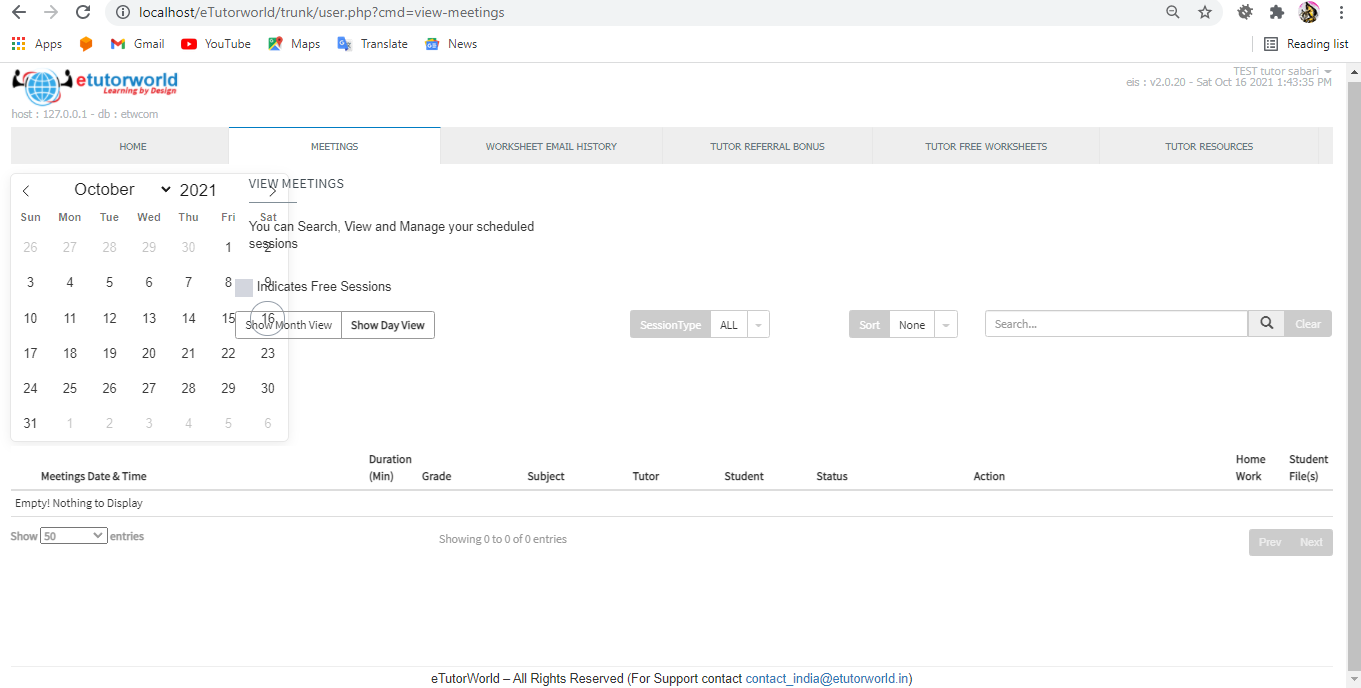 localhost/eTutorworld/trunk/user.php?cmd=view-meetings
Apps Gmail YouTube Maps Translate News Reading list
etutorworld
Learning by Design
TEST tutor sabari
eis : v2.0.20 - Sat Oct 16 2021 1:43:35 PM
host : 127.0.0.1 - db : etwcom
HOME MEETINGS WORKSHEET EMAIL HISTORY TUTOR REFERRAL BONUS TUTOR FREE WORKSHEETS TUTOR RESOURCES
October 2021
Sun Mon Tue Wed Thu Fri Sat
26 27 28 29 30 1 2
3 4 5 6 7 8 9
10 11 12 13 14 15 16
17 18 19 20 21 22 23
24 25 26 27 28 29 30
31 1 2 3 4 5 6
VIEW MEETINGS
You can Search, View and Manage your scheduled
sessions
Indicates Free Sessions
Show Month View Show Day View
SessionType ALL
Sort None
Search... Clear
Meetings Date & Time Duration (Min) Grade Subject Tutor Student Status Action Home Work Student File(s)
Empty! Nothing to Display
Show 50 entries
Showing 0 to 0 of 0 entries
Prev Next
eTutorWorld – All Rights Reserved (For Support contact contact_india@etutorworld.in)